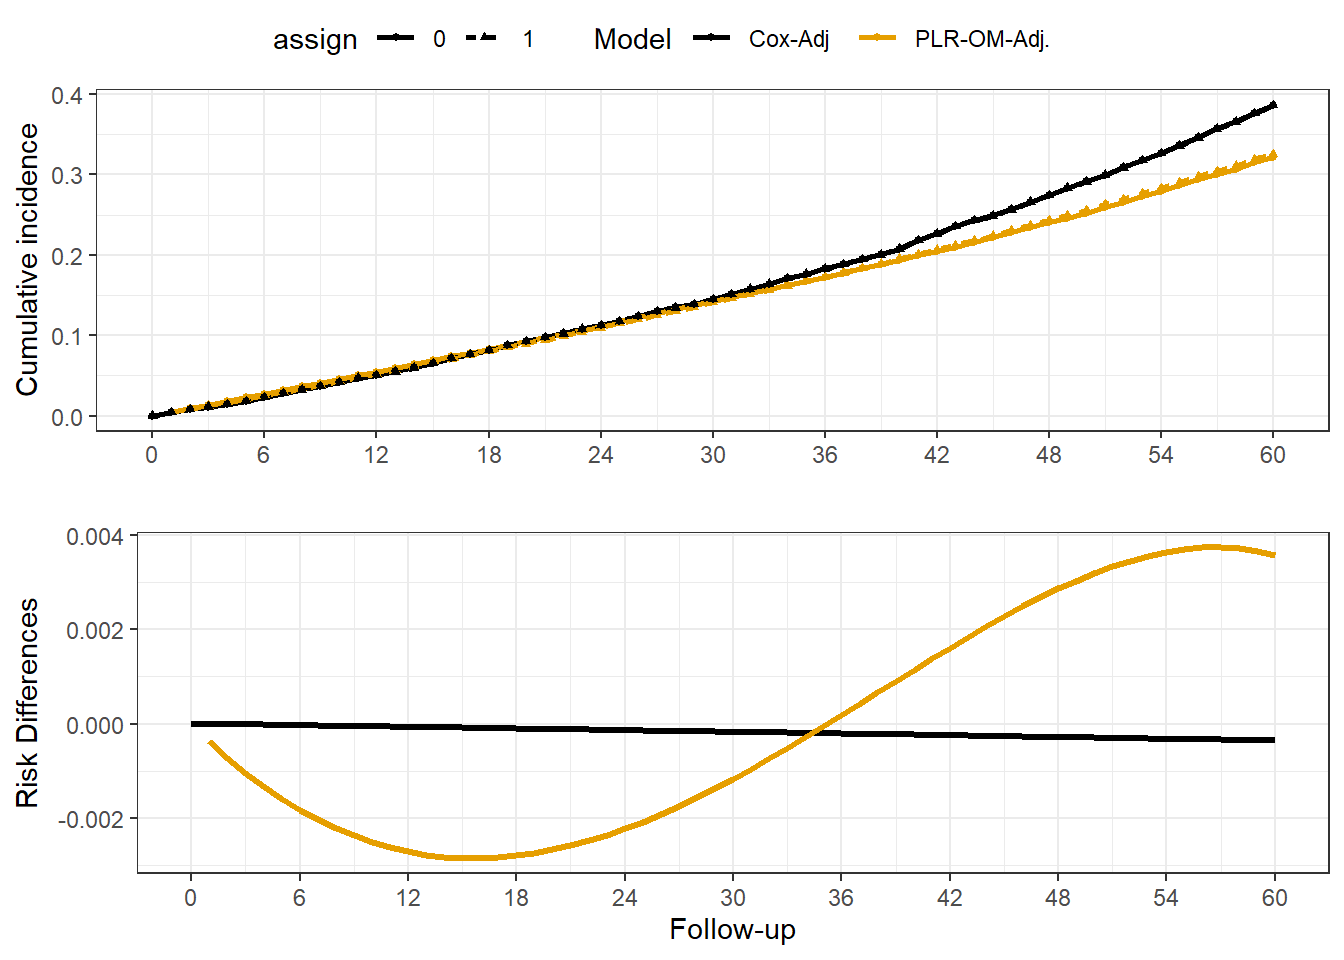 assign 0 1 Model Cox-Adj PLR-OM-Adj.
Cumulative incidence
0.4
0.3
0.2
0.1
0.0
0 6 12 18 24 30 36 42 48 54 60
Risk Differences
0.004
0.002
0.000
-0.002
0 6 12 18 24 30 36 42 48 54 60
Follow-up